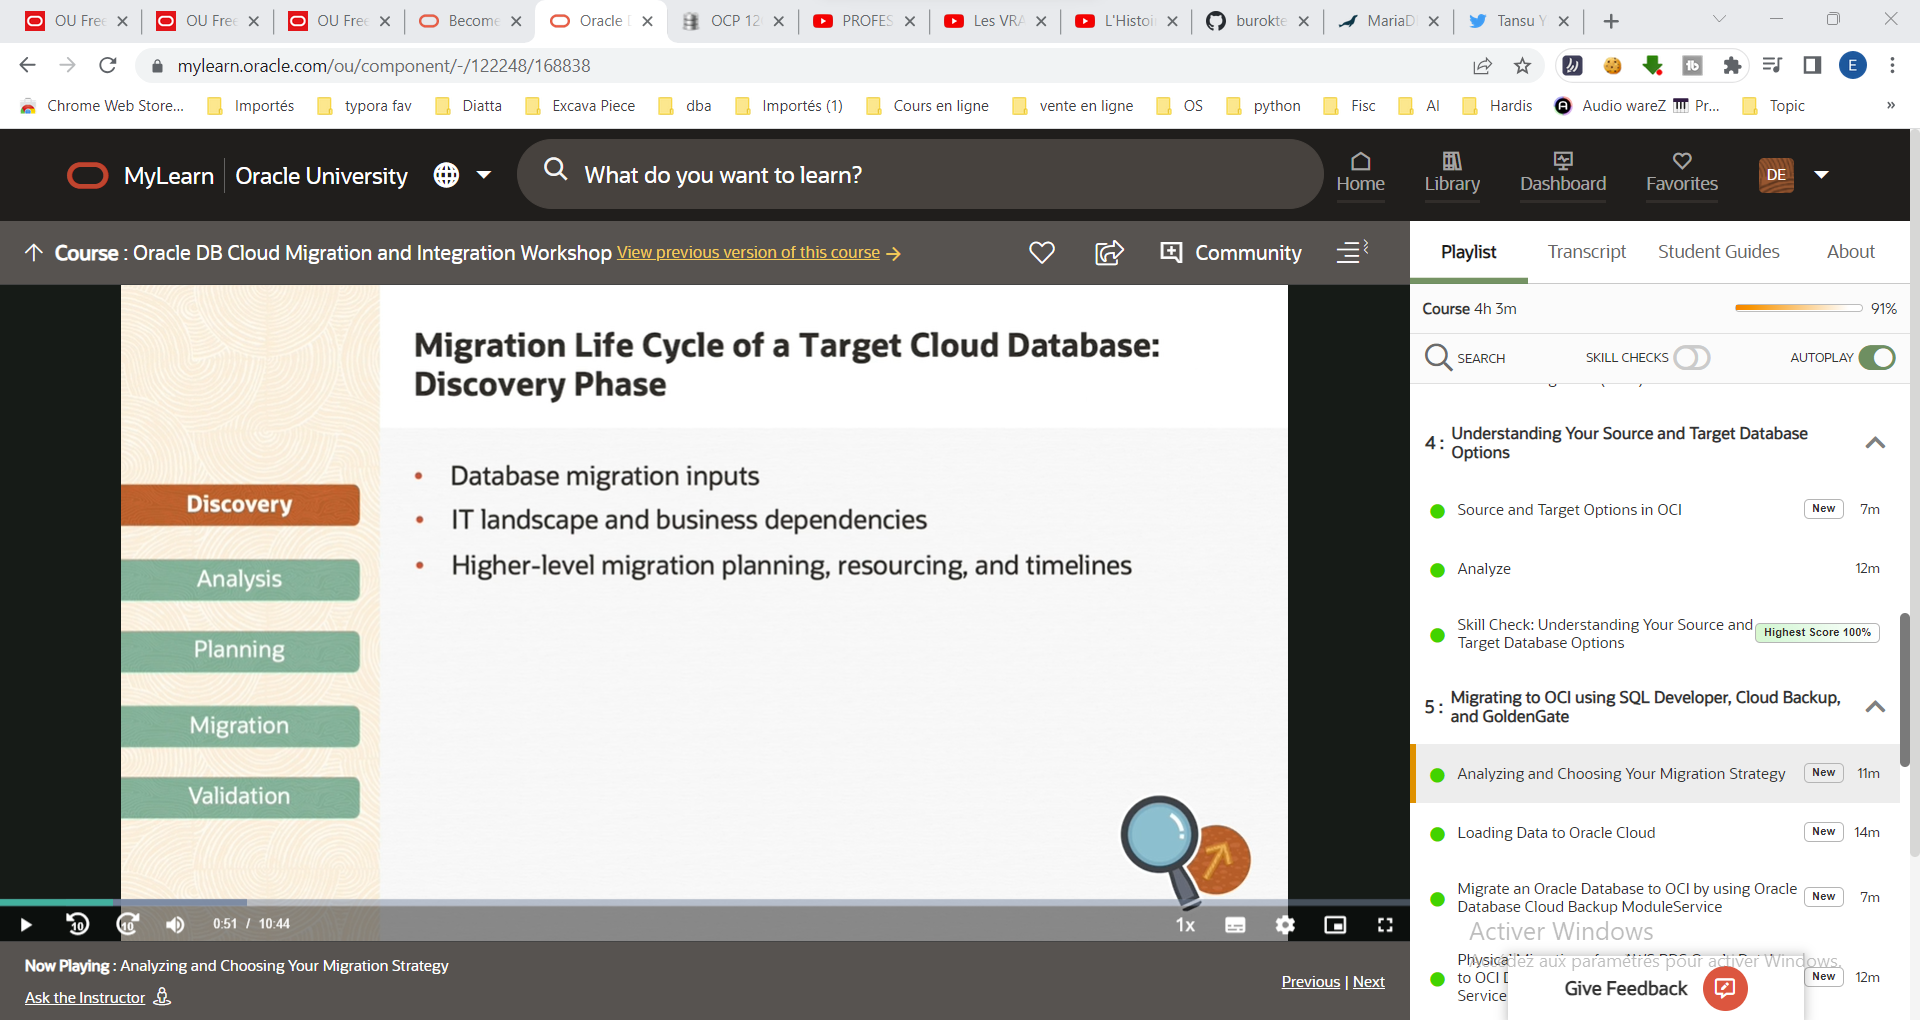 OU Free
OU Free
OU Free
Become
Oracle
OCP 12
PROFES
Les VRA
L'Histoi
burokte
MariaD
Tansu Y
mylearn.oracle.com/ou/component/-/122248/168838
E
Chrome Web Store...
Importés
typora fav
Diatta
Excava Piece
dba
Importés (1)
Cours en ligne
vente en ligne
OS
python
Fisc
AI
Hardis
Audio wareZ
Pr...
Topic
»
MyLearn
Oracle University
What do you want to learn?
Home
Library
Dashboard
Favorites
DE
Course : Oracle DB Cloud Migration and Integration Workshop View previous version of this course
Community
Playlist
Transcript
Student Guides
About
Migration Life Cycle of a Target Cloud Database:
Discovery Phase
• Database migration inputs
• IT landscape and business dependencies
• Higher-level migration planning, resourcing, and timelines
Discovery
Analysis
Planning
Migration
Validation
10
10
0:51 / 10:44
1x
Now Playing : Analyzing and Choosing Your Migration Strategy
Ask the Instructor
Previous | Next
Course 4h 3m
91%
SEARCH
SKILL CHECKS
AUTOPLAY
4 : Understanding Your Source and Target Database
Options
Source and Target Options in OCI New 7m
Analyze 12m
Skill Check: Understanding Your Source and
Target Database Options
Highest Score 100%
5 : Migrating to OCI using SQL Developer, Cloud Backup,
and GoldenGate
Analyzing and Choosing Your Migration Strategy New 11m
Loading Data to Oracle Cloud New 14m
Migrate an Oracle Database to OCI by using Oracle
Database Cloud Backup ModuleService
New 7m
Activer Windows
aux paramètres pour activer Windows.
to OCI
Service
New 12m
Give Feedback